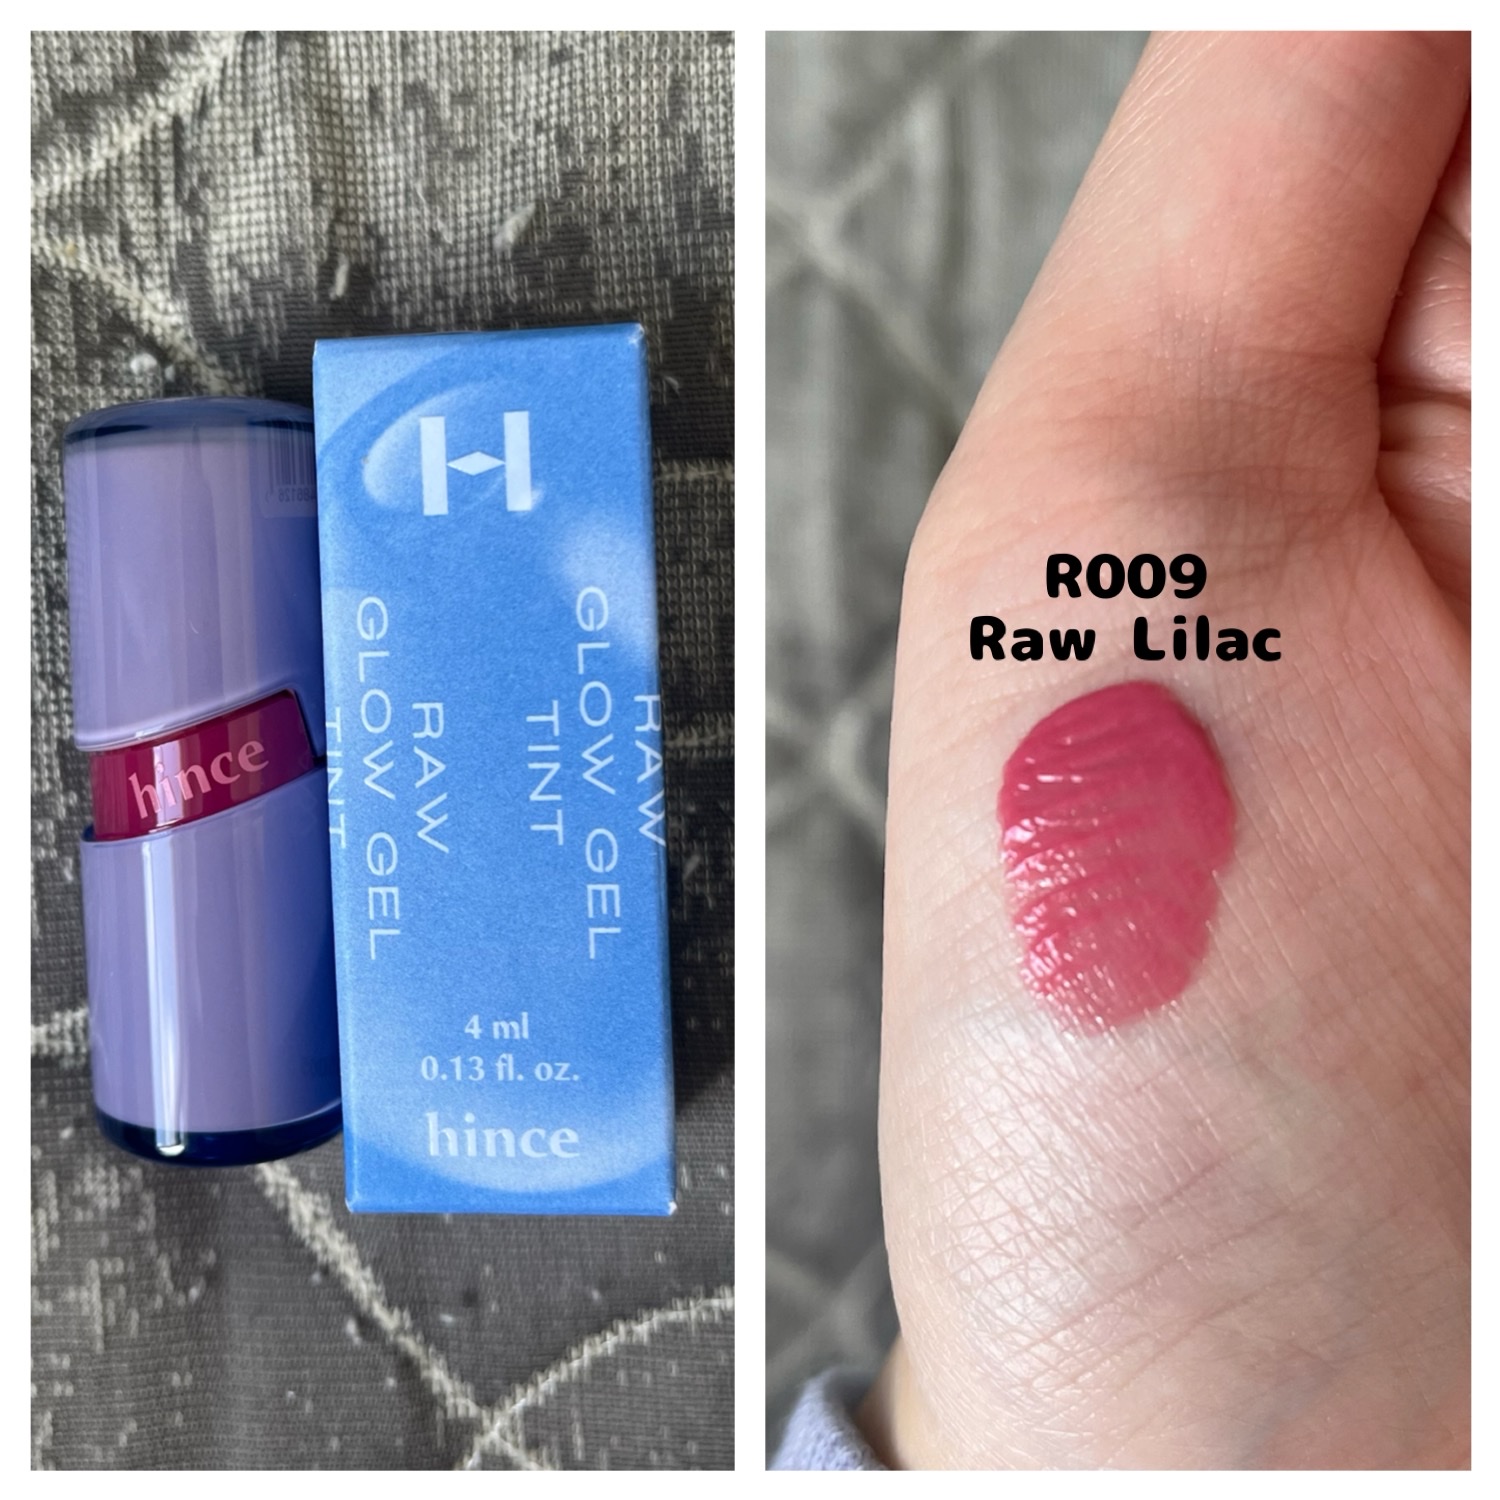 hince
H
RAW
GLOW GEL
TINT
RAW
GLOW GEL
TINT
4 ml
0.13 fl. oz.
hince
R009
Raw Lilac